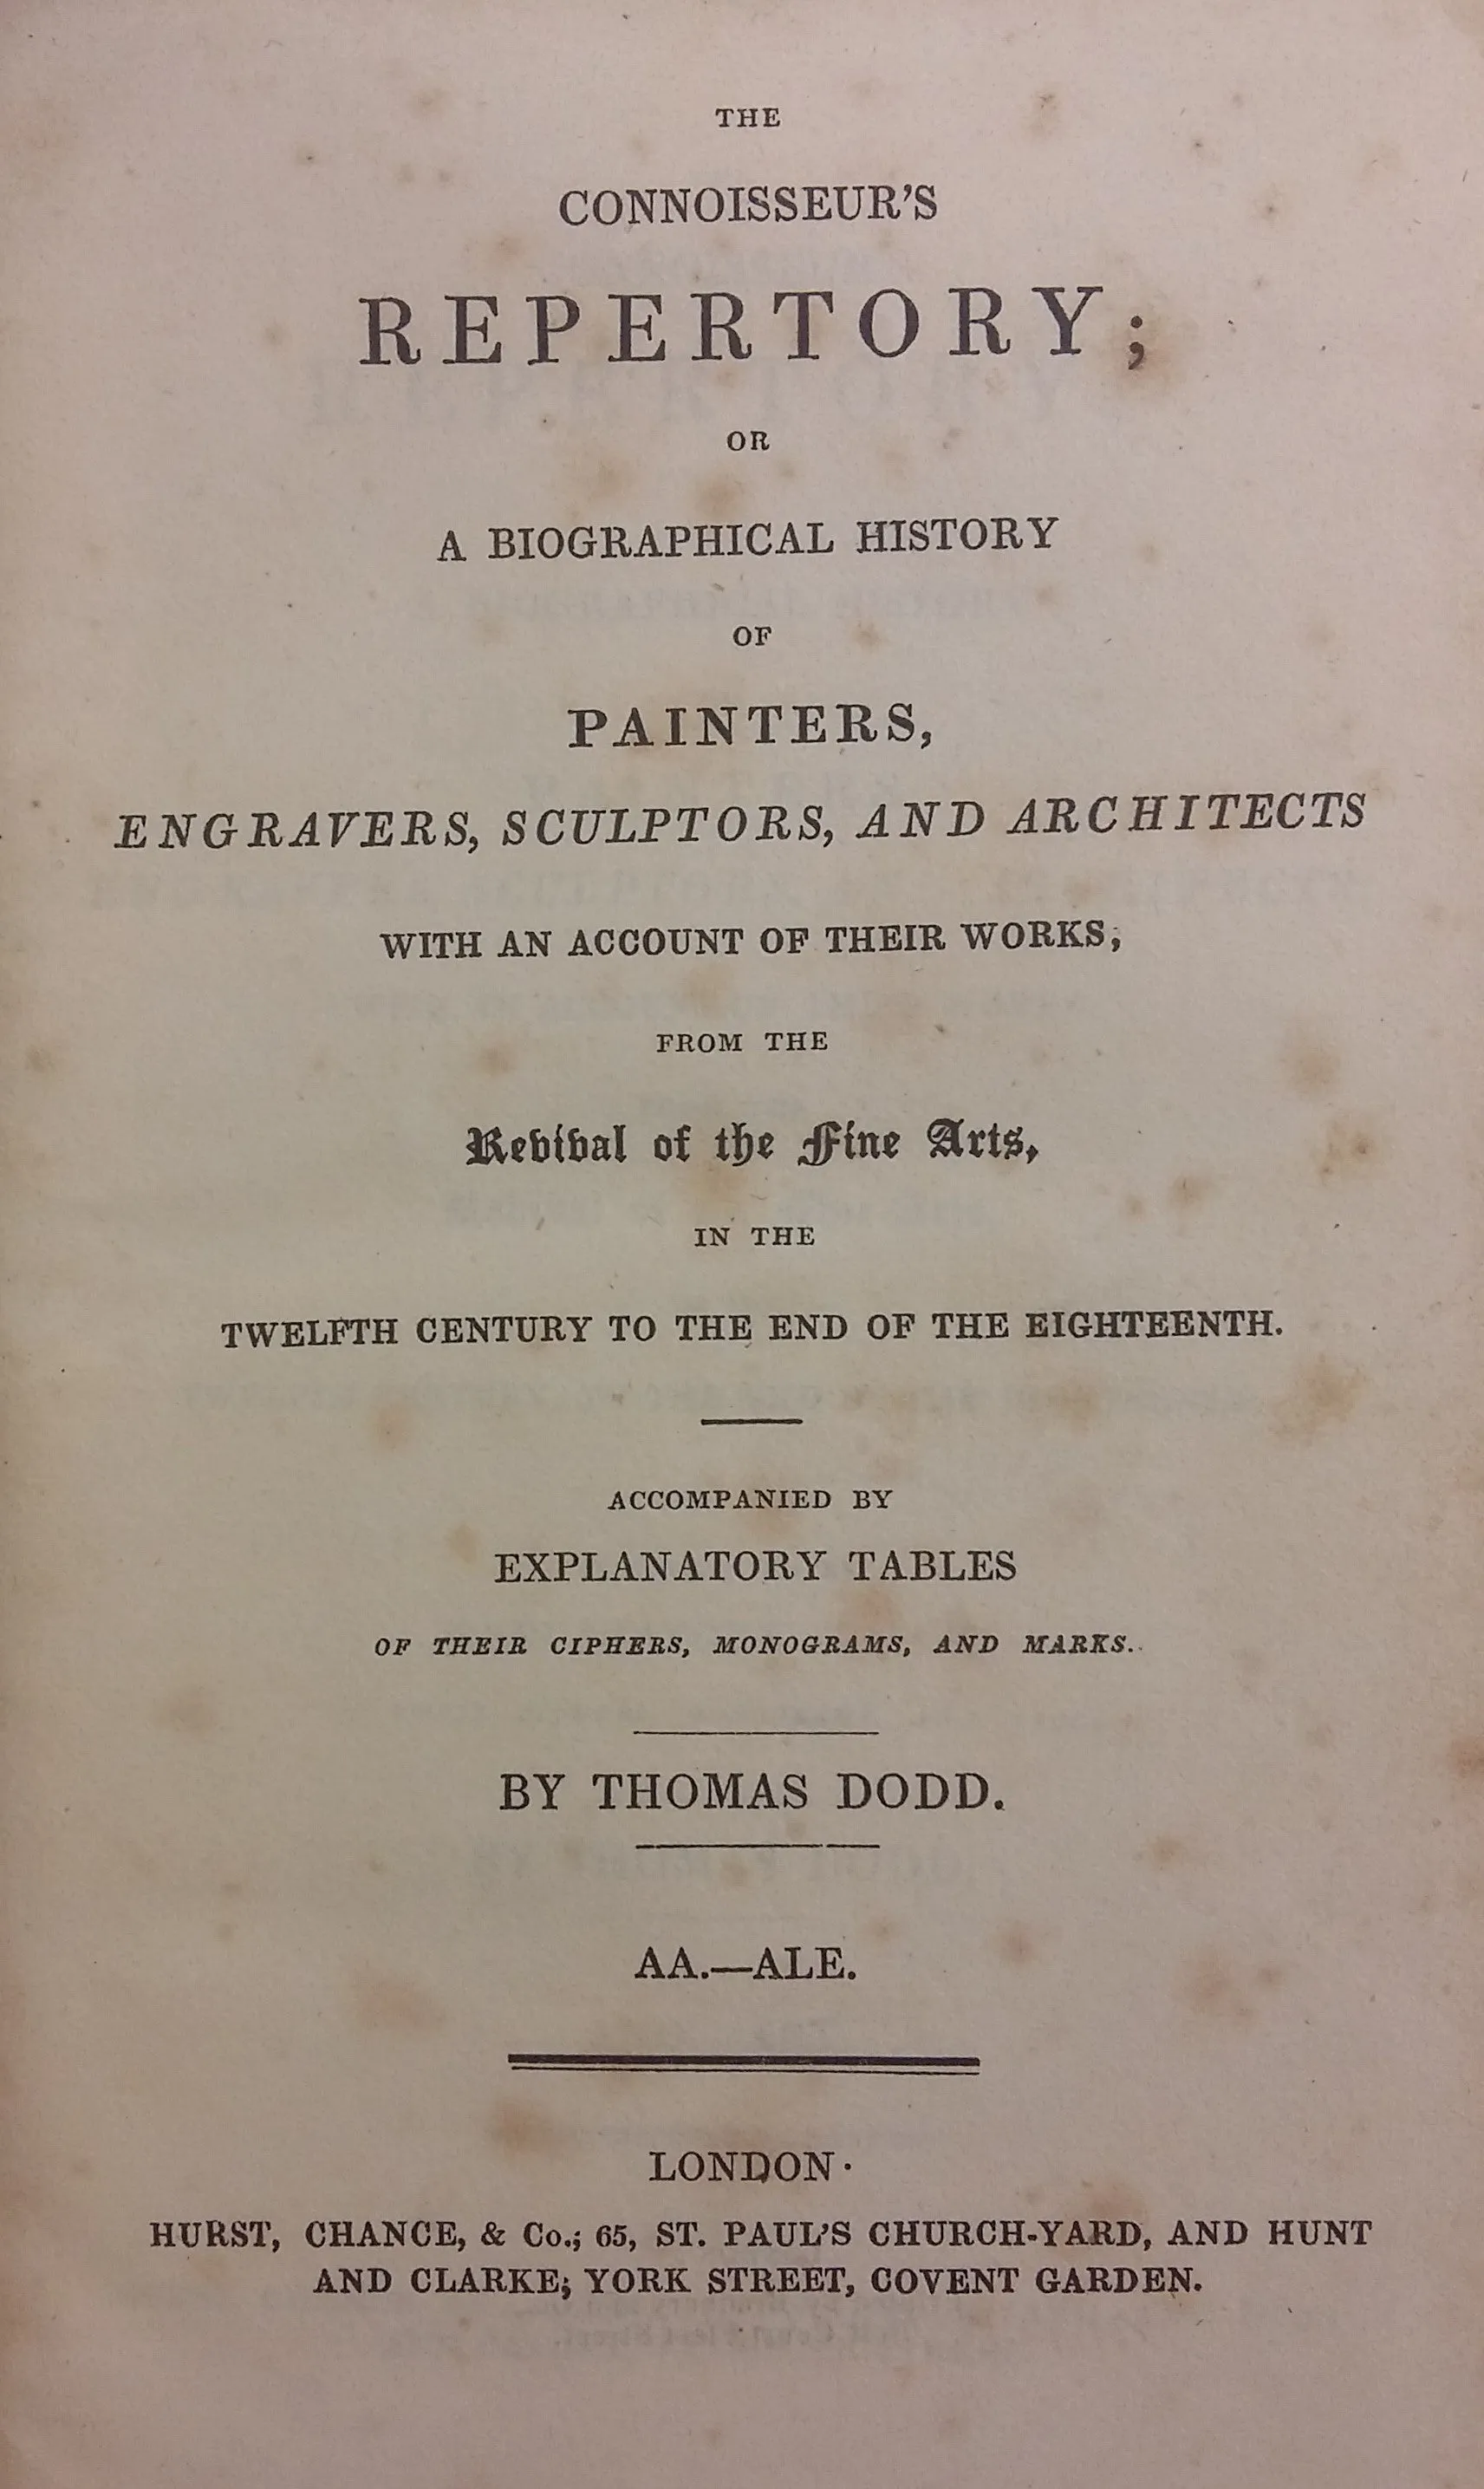 THE
CONNOISSEUR'S
REPERTORY;
OR
A BIOGRAPHICAL HISTORY
OF
PAINTERS,
ENGRAVERS, SCULPTORS, AND ARCHITECTS
WITH AN ACCOUNT OF THEIR WORKS;
FROM THE
Revival of the Fine Arts,
IN THE
TWELFTH CENTURY TO THE END OF THE EIGHTEENTH.
ACCOMPANIED BY
EXPLANATORY TABLES
OF THEIR CIPHERS, MONOGRAMS, AND MARKS.
BY THOMAS DODD.
AA.—ALE.
LONDON·
HURST, CHANCE, & Co.; 65, ST. PAUL'S CHURCH-YARD, AND HUNT
AND CLARKE; YORK STREET, COVENT GARDEN.